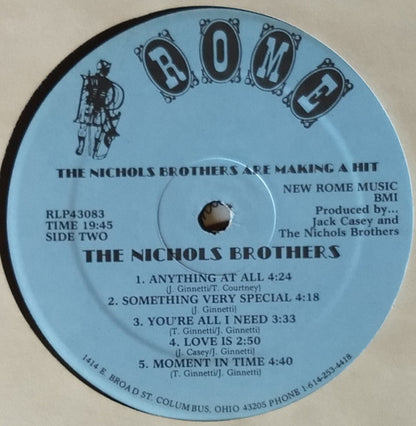 ROME
THE NICHOLS BROTHERS ARE MAKING A HIT
RLP43083
TIME 19:45
SIDE TWO
NEW ROME MUSIC
BMI
Produced by...
Jack Casey and
The Nichols Brothers
THE NICHOLS BROTHERS
1. ANYTHING AT ALL 4:24
(J. Ginnetti/T. Courtney)
2. SOMETHING VERY SPECIAL 4:18
(J. Ginnetti)
3. YOU'RE ALL I NEED 3:33
(T. Ginnetti/J. Ginnetti)
4. LOVE IS 2:50
(J. Casey/J. Ginnetti)
5. MOMENT IN TIME 4:40
(T. Ginnetti/J. Ginnetti)
1414 E. BROAD ST. COLUMBUS, OHIO 43205 PHONE 1-614-253-4418